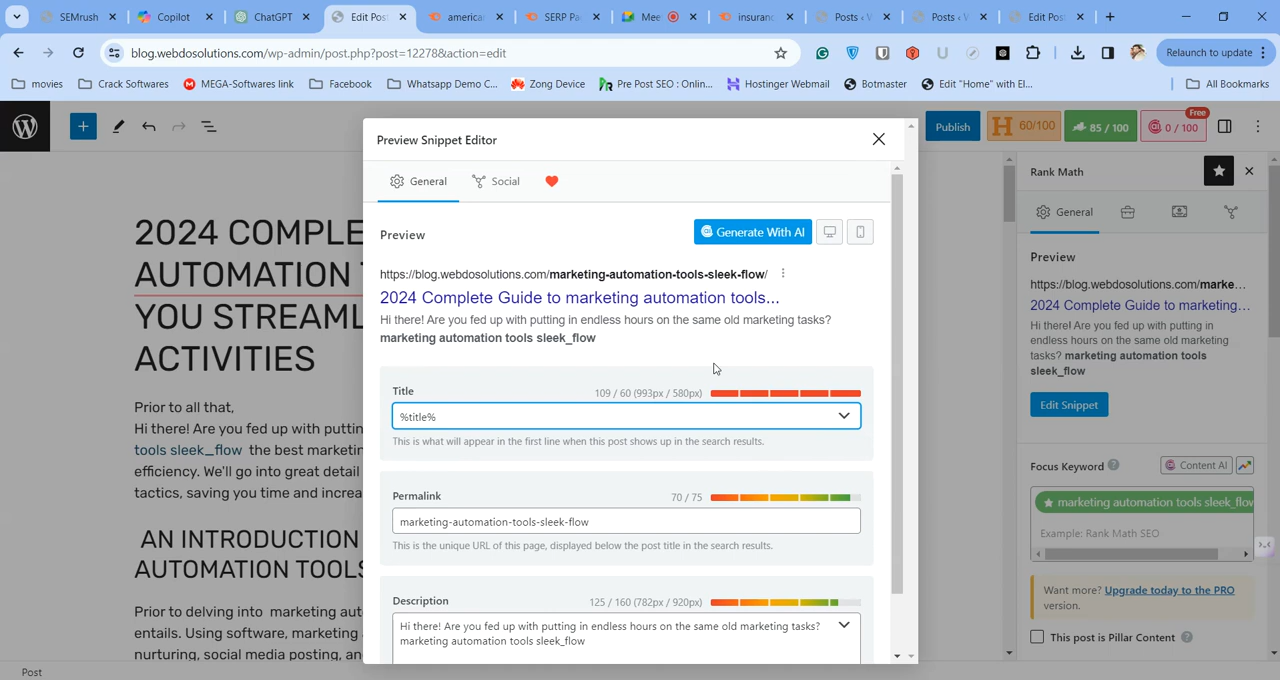 SEMrush
Copilot
ChatGPT
Edit Post
american
SERP Pa
Mee
insuran
Posts ‹ W
Posts ‹ W
Edit Post
blog.webdosolutions.com/wp-admin/post.php?post=12278&action=edit
Relaunch to update
movies
Crack Softwares
MEGA-Softwares link
Facebook
Whatsapp Demo C...
Zong Device
Pre Post SEO : Onlin...
Hostinger Webmail
Botmaster
Edit "Home" with El...
All Bookmarks
Publish
60/100
85 / 100
0 / 100
Free
Preview Snippet Editor
General
Social
Preview
Generate With AI
https://blog.webdosolutions.com/marketing-automation-tools-sleek-flow/
2024 Complete Guide to marketing automation tools...
Hi there! Are you fed up with putting in endless hours on the same old marketing tasks?
marketing automation tools sleek_flow
Title
109 / 60 (993px / 580px)
%title%
This is what will appear in the first line when this post shows up in the search results.
Permalink
70 / 75
marketing-automation-tools-sleek-flow
This is the unique URL of this page, displayed below the post title in the search results.
Description
125 / 160 (782px / 920px)
Hi there! Are you fed up with putting in endless hours on the same old marketing tasks?
marketing automation tools sleek_flow
2024 COMPLE
AUTOMATION T
YOU STREAML
ACTIVITIES
Prior to all that,
Hi there! Are you fed up with puttin
tools sleek_flow the best marketin
efficiency. We'll go into great detail
tactics, saving you time and increa
AN INTRODUCTION
AUTOMATION TOOLS
Prior to delving into marketing aut
entails. Using software, marketing
nurturing, social media posting, an
Post
Rank Math
General
Preview
https://blog.webdosolutions.com/marke...
2024 Complete Guide to marketing...
Hi there! Are you fed up with putting in
endless hours on the same old marketing
tasks? marketing automation tools
sleek_flow
Edit Snippet
Focus Keyword
Content AI
marketing automation tools sleek_flow
Example: Rank Math SEO
Want more? Upgrade today to the PRO
version.
This post is Pillar Content